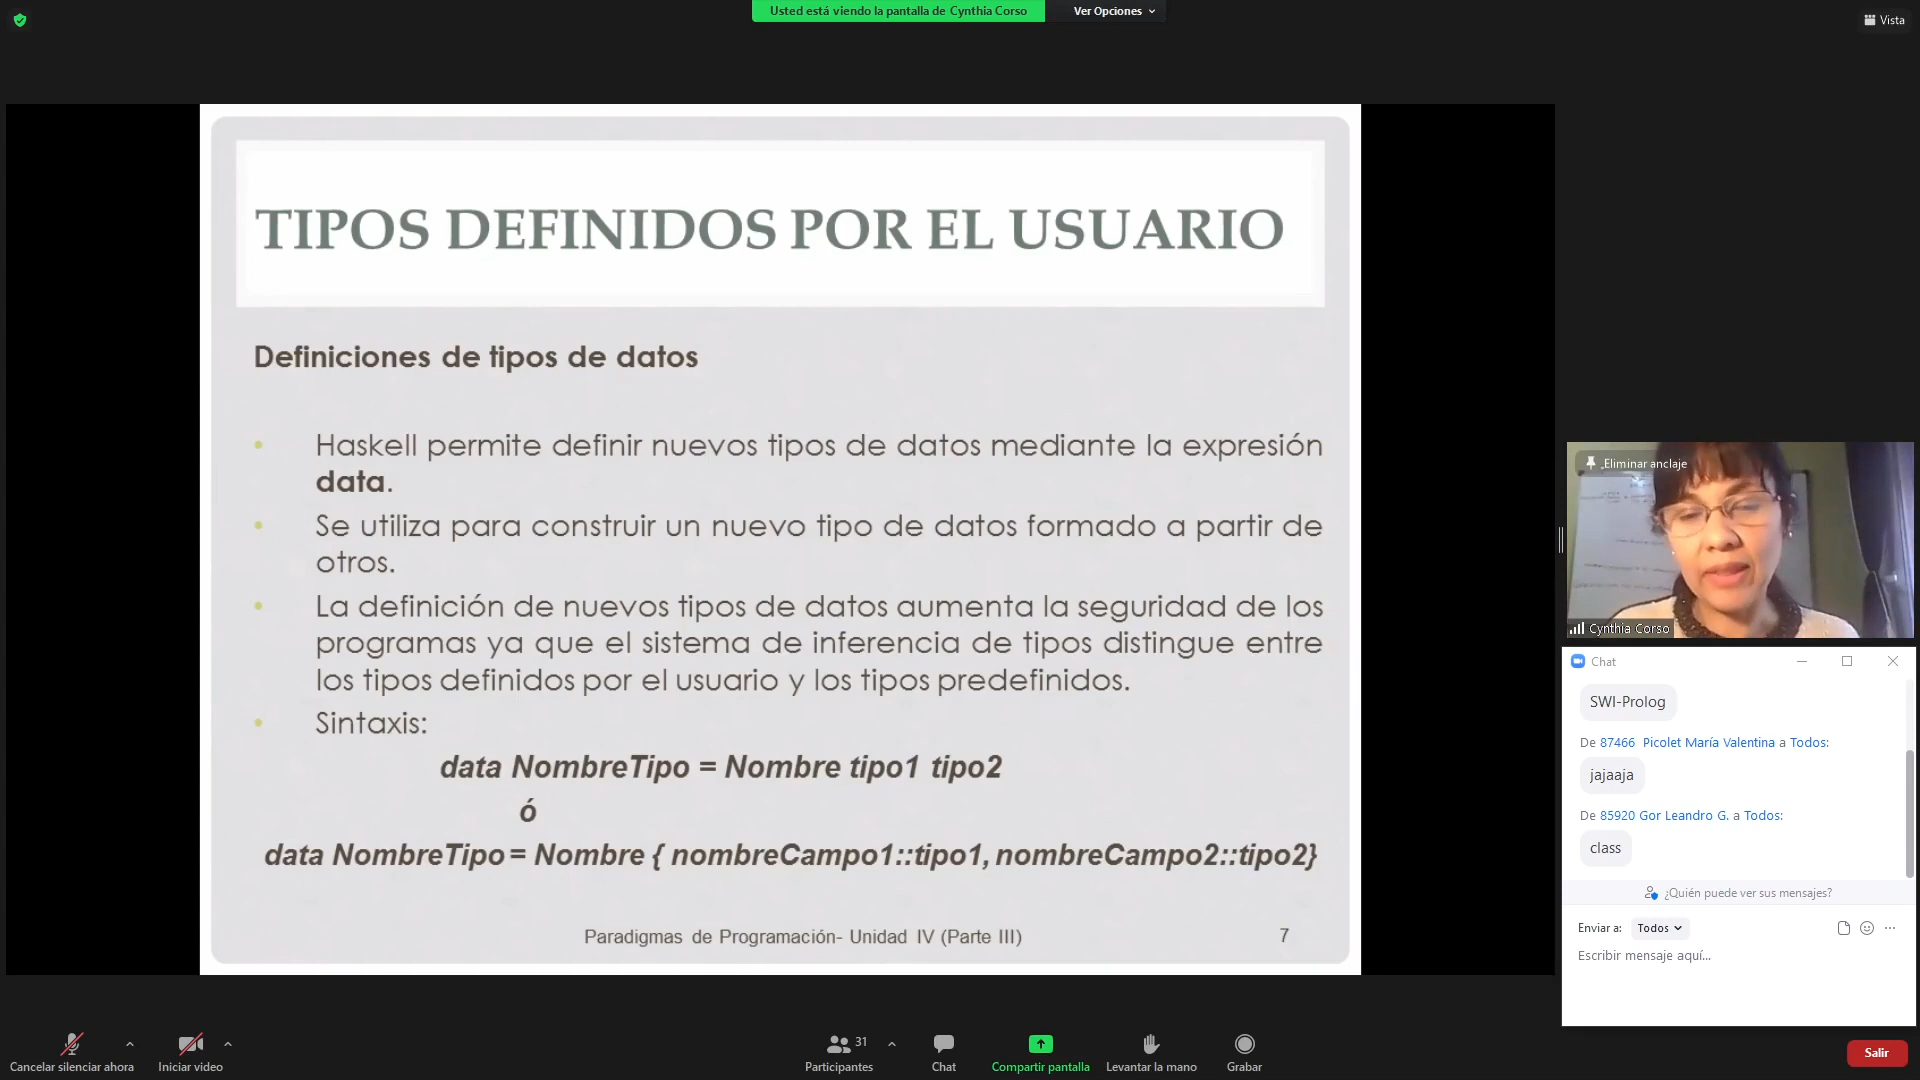 Usted está viendo la pantalla de Cynthia Corso
Ver Opciones
Vista
TIPOS DEFINIDOS POR EL USUARIO
Definiciones de tipos de datos
• Haskell permite definir nuevos tipos de datos mediante la expresión
data.
• Se utiliza para construir un nuevo tipo de datos formado a partir de
otros.
• La definición de nuevos tipos de datos aumenta la seguridad de los
programas ya que el sistema de inferencia de tipos distingue entre
los tipos definidos por el usuario y los tipos predefinidos.
• Sintaxis:
data NombreTipo = Nombre tipo1 tipo2
ó
data NombreTipo = Nombre { nombreCampo1::tipo1, nombreCampo2::tipo2}
Paradigmas de Programación- Unidad IV (Parte III)
7
Eliminar anclaje
Cynthia Corso
Chat
SWI-Prolog
De 87466 Picolet María Valentina a Todos:
jajaaja
De 85920 Gor Leandro G. a Todos:
class
¿Quién puede ver sus mensajes?
Enviar a: Todos
Escribir mensaje aquí...
Cancelar silenciar ahora
Iniciar video
31
Participantes
Chat
Compartir pantalla
Levantar la mano
Grabar
Salir